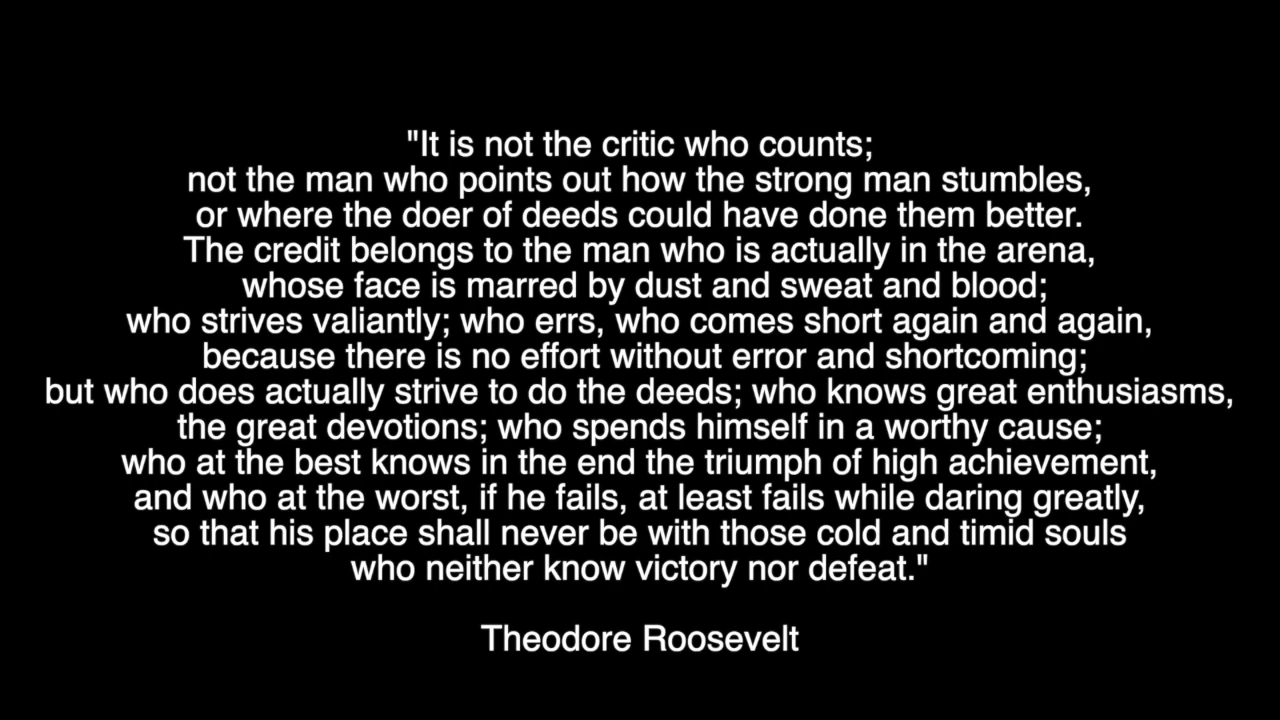 "It is not the critic who counts;
not the man who points out how the strong man stumbles,
or where the doer of deeds could have done them better.
The credit belongs to the man who is actually in the arena,
whose face is marred by dust and sweat and blood;
who strives valiantly; who errs, who comes short again and again,
because there is no effort without error and shortcoming;
but who does actually strive to do the deeds; who knows great enthusiasms,
the great devotions; who spends himself in a worthy cause;
who at the best knows in the end the triumph of high achievement,
and who at the worst, if he fails, at least fails while daring greatly,
so that his place shall never be with those cold and timid souls
who neither know victory nor defeat."
Theodore Roosevelt